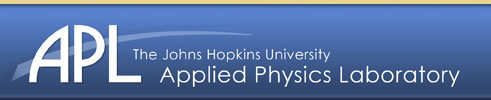 APL
The Johns Hopkins University
Applied Physics Laboratory